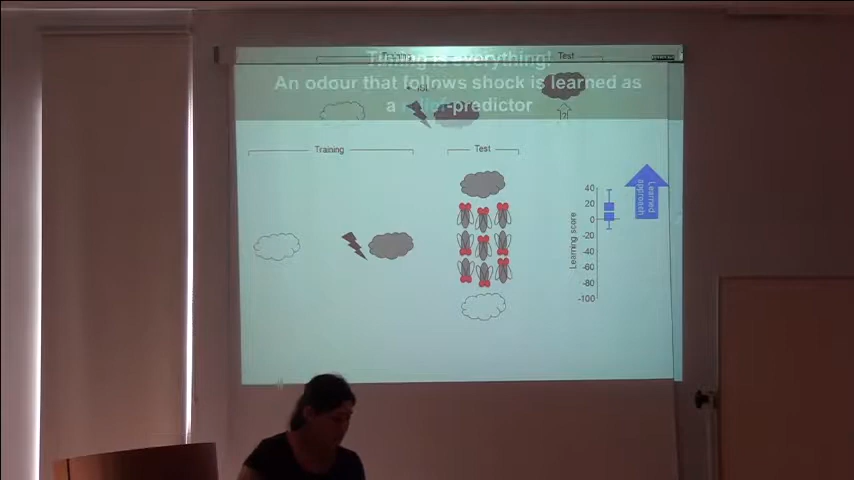 Training
Test
Timing is everything!
An odour that follows shock is learned as
a relief-predictor
?
Training
Test
Learned
approach
Learning score
40
20
0
-20
-40
-60
-80
-100